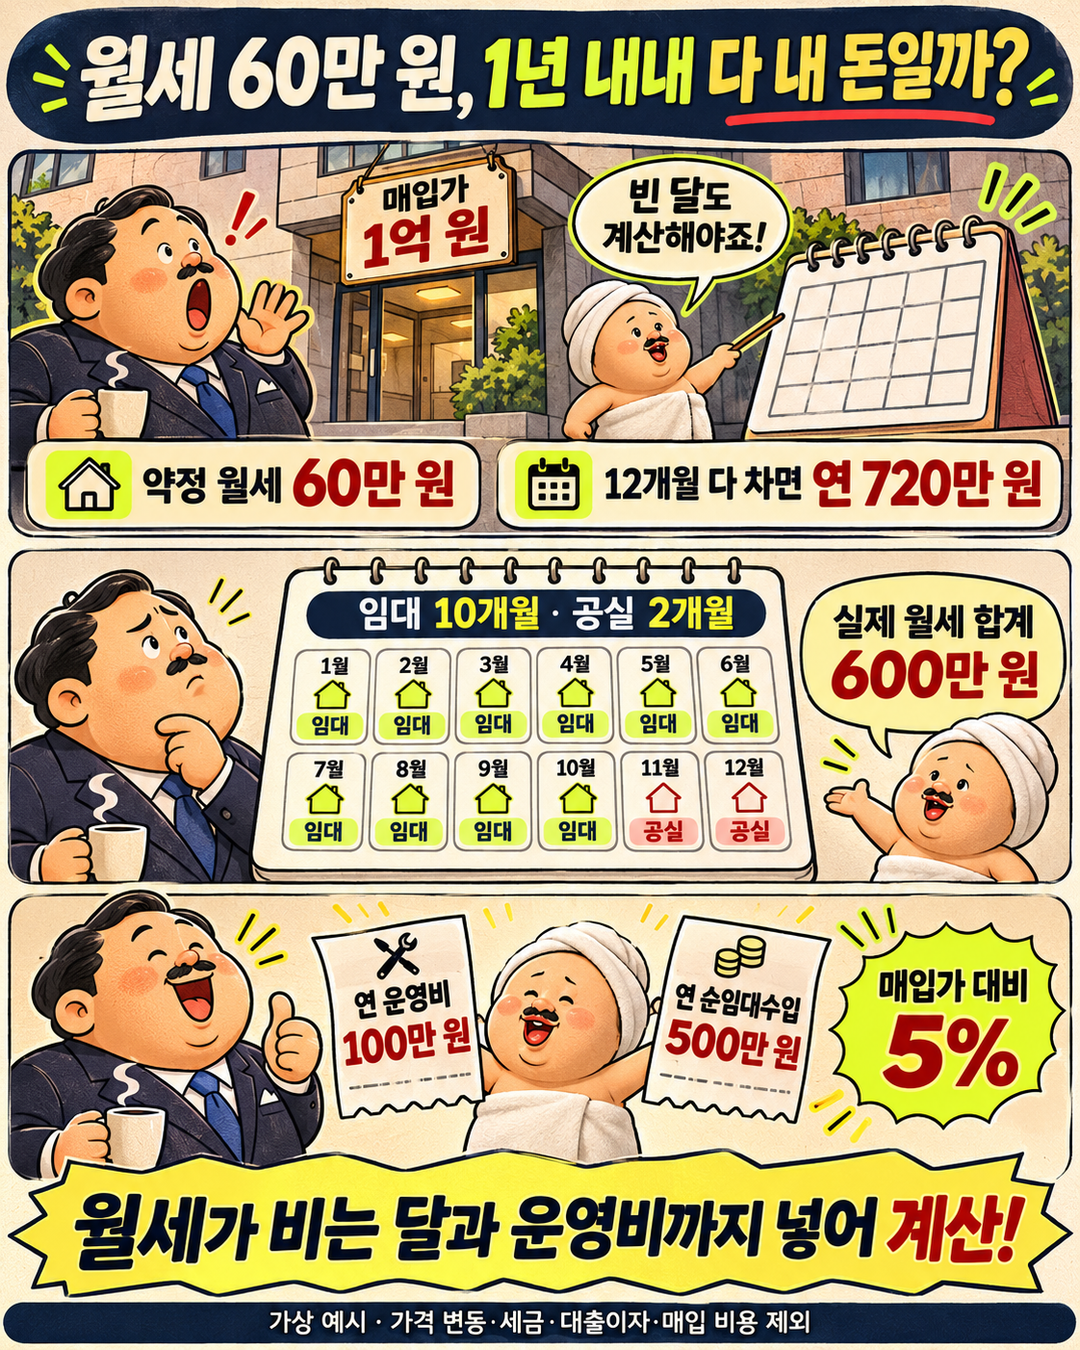 월세 60만 원, 1년 내내 다 내 돈일까?
매입가
1억 원
빈 달도
계산해야죠!
약정 월세 60만 원
12개월 다 차면 연 720만 원
임대 10개월 · 공실 2개월
1월 2월 3월 4월 5월 6월
임대 임대 임대 임대 임대 임대
7월 8월 9월 10월 11월 12월
임대 임대 임대 임대 공실 공실
실제 월세 합계
600만 원
연 운영비
100만 원
연 순임대수입
500만 원
매입가 대비
5%
월세가 비는 달과 운영비까지 넣어 계산!
가상 예시 · 가격 변동·세금·대출이자·매입 비용 제외